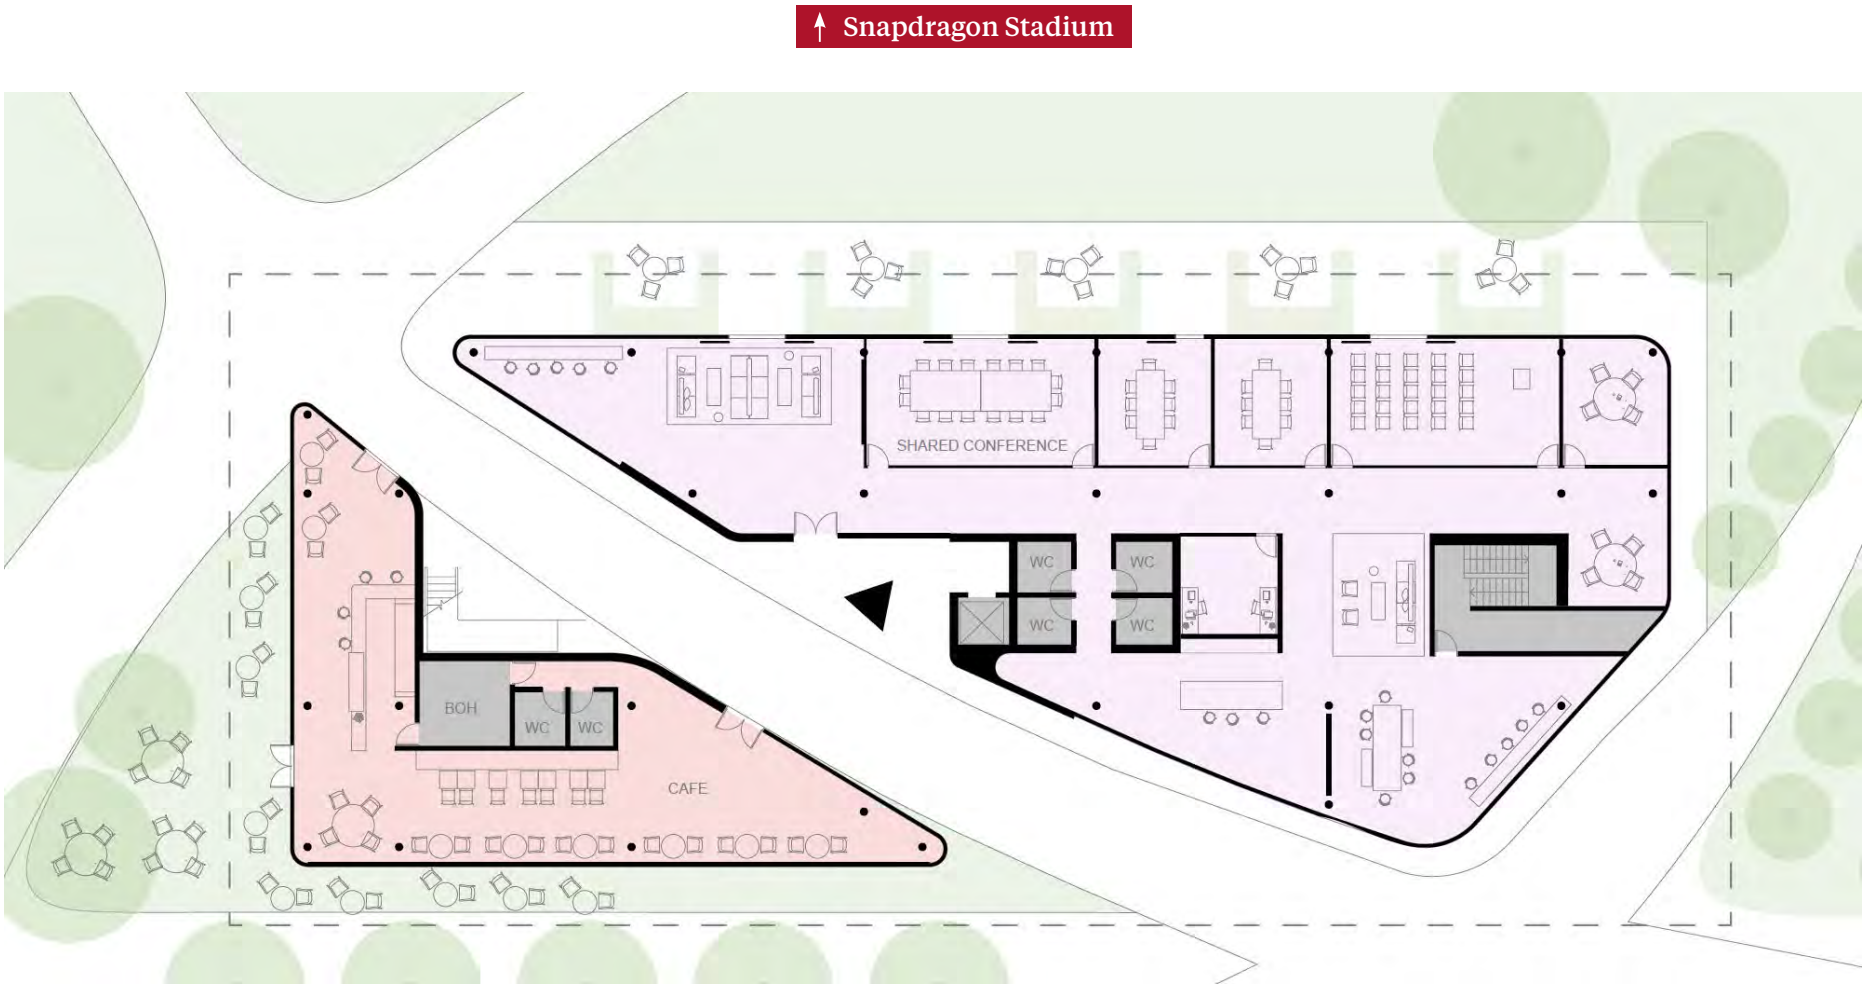 ↑ Snapdragon Stadium
SHARED CONFERENCE
WC
WC
WC
WC
BOH
WC
WC
CAFE